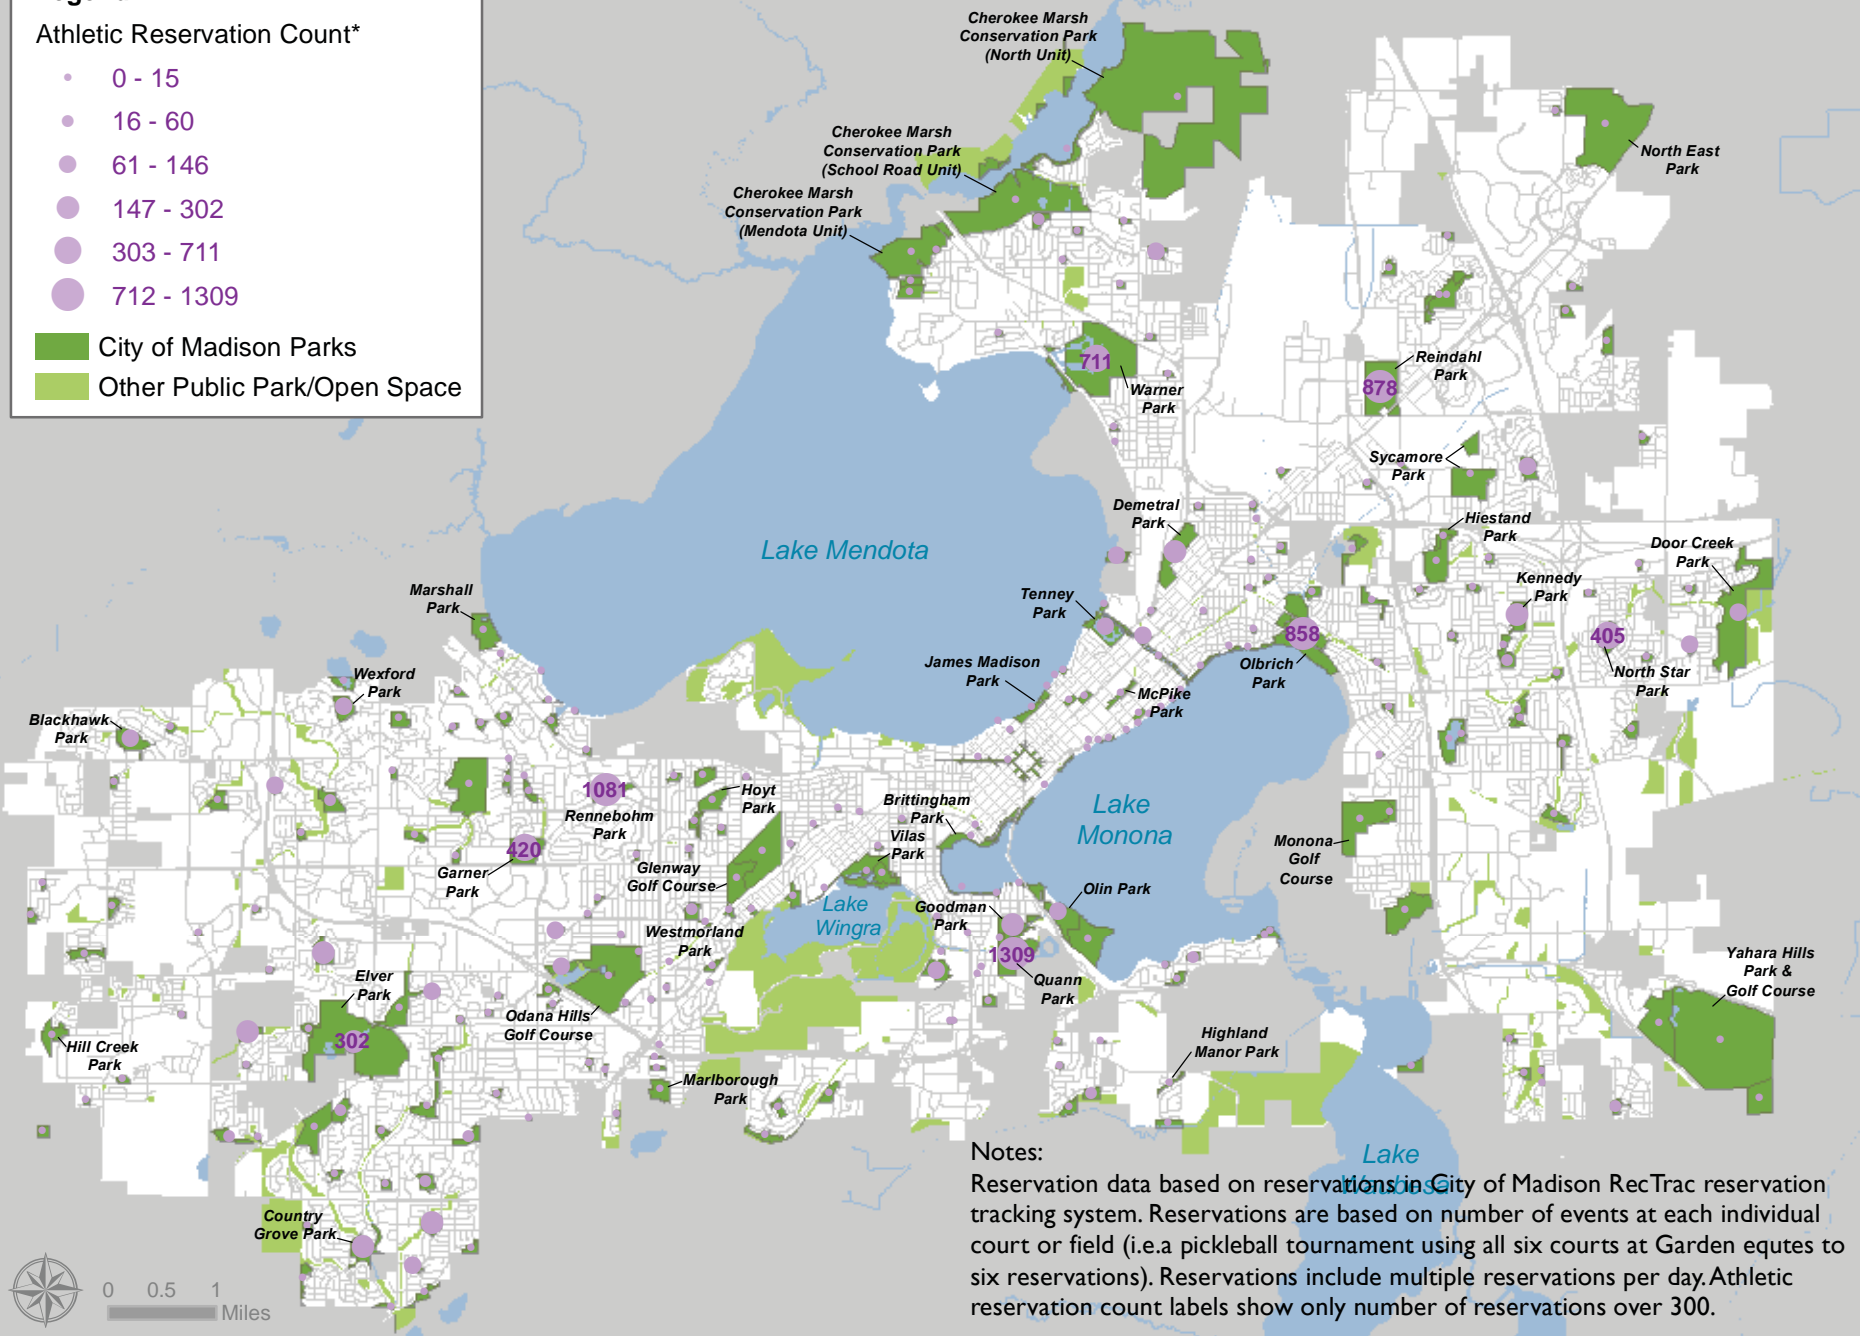 Athletic Reservation Count*
0 - 15
16 - 60
61 - 146
147 - 302
303 - 711
712 - 1309
City of Madison Parks
Other Public Park/Open Space
Cherokee Marsh
Conservation Park
(North Unit)
Cherokee Marsh
Conservation Park
(School Road Unit)
Cherokee Marsh
Conservation Park
(Mendota Unit)
North East
Park
711
Warner
Park
Reindahl
Park
878
Sycamore
Park
Demetral
Park
Hiestand
Park
Door Creek
Park
Lake Mendota
Marshall
Park
Tenney
Park
Kennedy
Park
858
Olbrich
Park
405
North Star
Park
James Madison
Park
McPike
Park
Wexford
Park
Blackhawk
Park
1081
Rennebohm
Park
Hoyt
Park
Brittingham
Park
Vilas
Park
Lake
Monona
Monona
Golf
Course
420
Garner
Park
Glenway
Golf Course
Lake
Wingra
Goodman
Park
Olin Park
Westmorland
Park
1309
Quann
Park
Yahara Hills
Park &
Golf Course
Elver
Park
302
Odana Hills
Golf Course
Hill Creek
Park
Highland
Manor Park
Marlborough
Park
Country
Grove Park
Lake
Waubesa
Notes:
Reservation data based on reservations in City of Madison RecTrac reservation
tracking system. Reservations are based on number of events at each individual
court or field (i.e.a pickleball tournament using all six courts at Garden equtes to
six reservations). Reservations include multiple reservations per day. Athletic
reservation count labels show only number of reservations over 300.
0 0.5 1
Miles